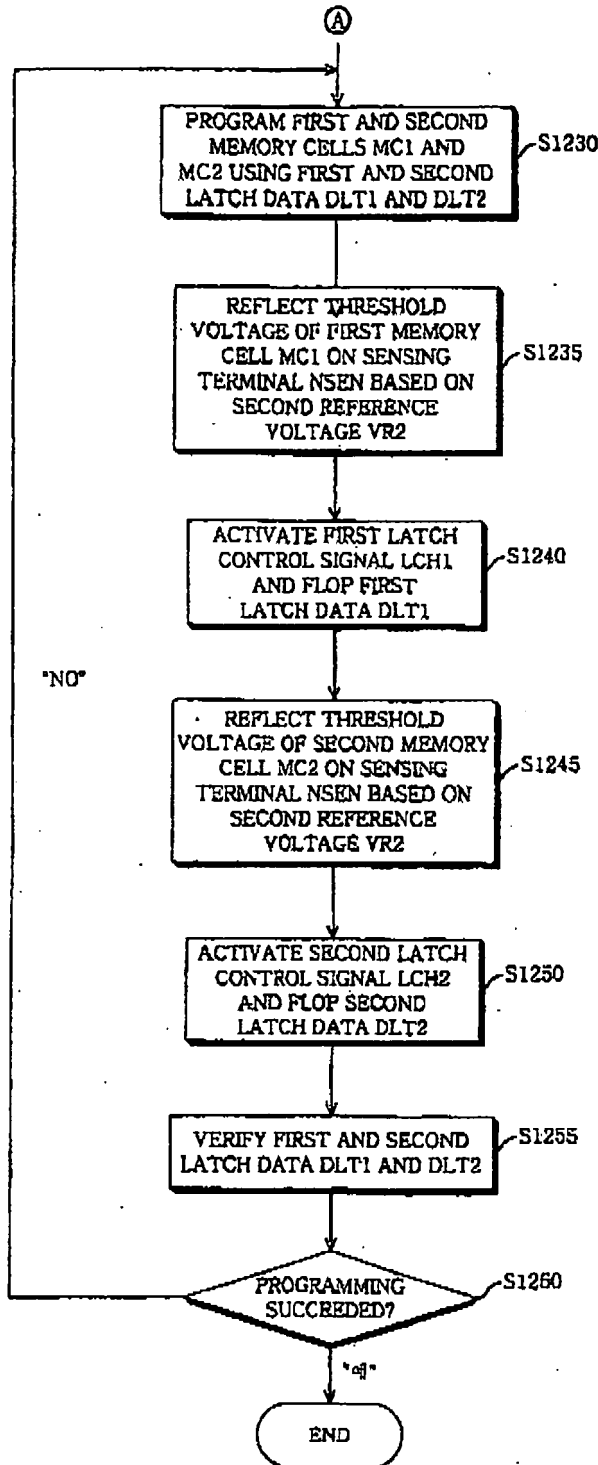 A
PROGRAM FIRST AND SECOND
MEMORY CELLS MC1 AND
MC2 USING FIRST AND SECOND
LATCH DATA DLT1 AND DLT2
S1230
REFLECT THRESHOLD
VOLTAGE OF FIRST MEMORY
CELL MC1 ON SENSING
TERMINAL NSEN BASED ON
SECOND REFERENCE
VOLTAGE VR2
S1235
ACTIVATE FIRST LATCH
CONTROL SIGNAL LCH1
AND FLOP FIRST
LATCH DATA DLT1
S1240
"NO"
REFLECT THRESHOLD
VOLTAGE OF SECOND MEMORY
CELL MC2 ON SENSING
TERMINAL NSEN BASED ON
SECOND REFERENCE
VOLTAGE VR2
S1245
ACTIVATE SECOND LATCH
CONTROL SIGNAL LCH2
AND FLOP SECOND
LATCH DATA DLT2
S1250
VERIFY FIRST AND SECOND
LATCH DATA DLT1 AND DLT2
S1255
PROGRAMMING
SUCCEDED?
S1260
"예"
END